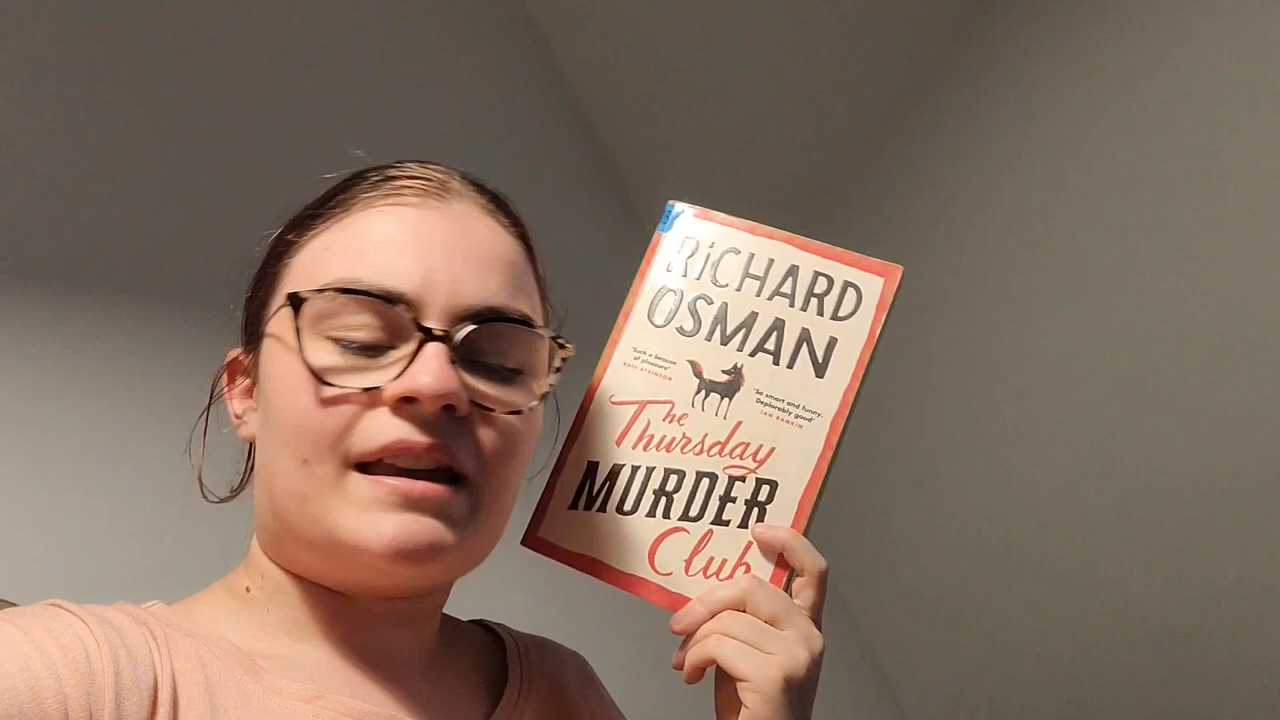 RiCHARD
OSMAN
'Such a beacon
of pleasure'
KATE ATKINSON
'So smart and funny.
Deplorably good'
IAN RANKIN
The
Thursday
MURDER
Club